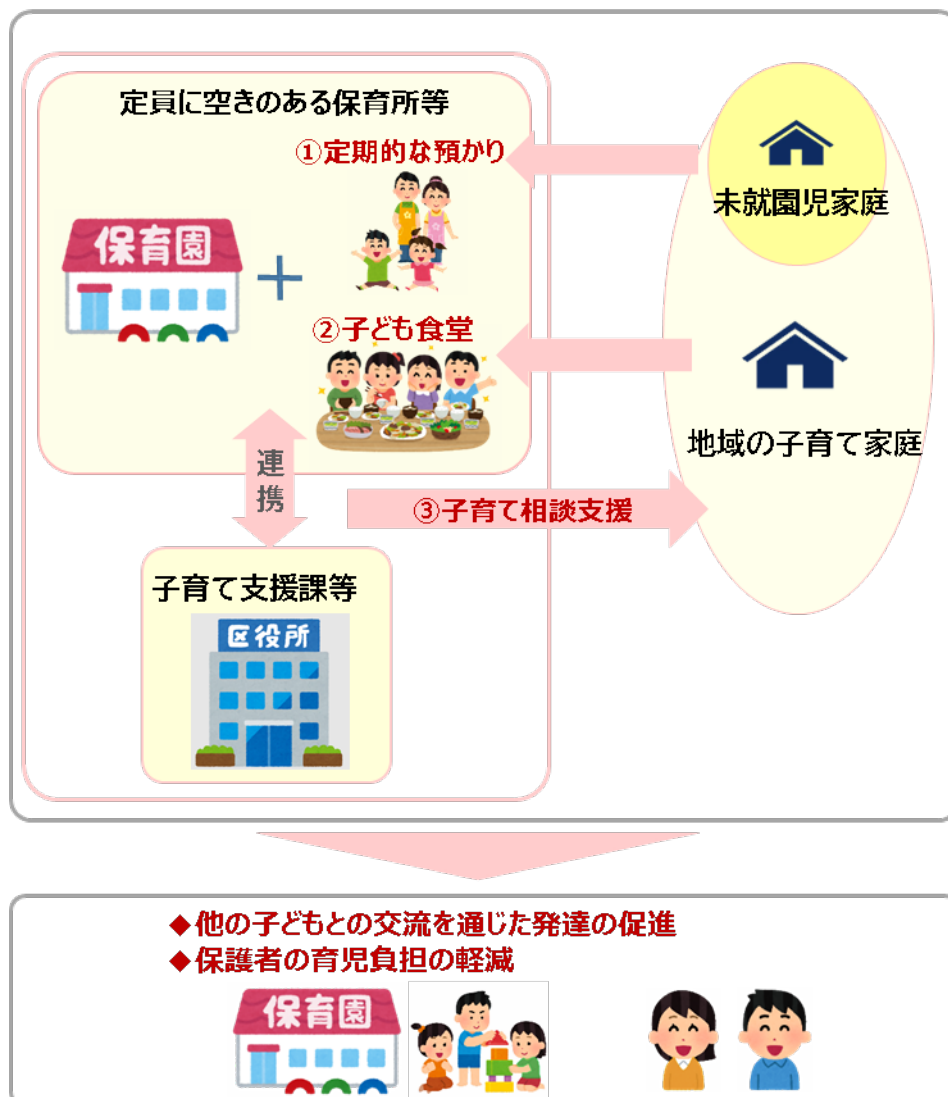 定員に空きのある保育所等
①定期的な預かり
保育園
②子ども食堂
未就園児家庭
地域の子育て家庭
連携
③子育て相談支援
子育て支援課等
区役所
◆他の子どもとの交流を通じた発達の促進
◆保護者の育児負担の軽減
保育園